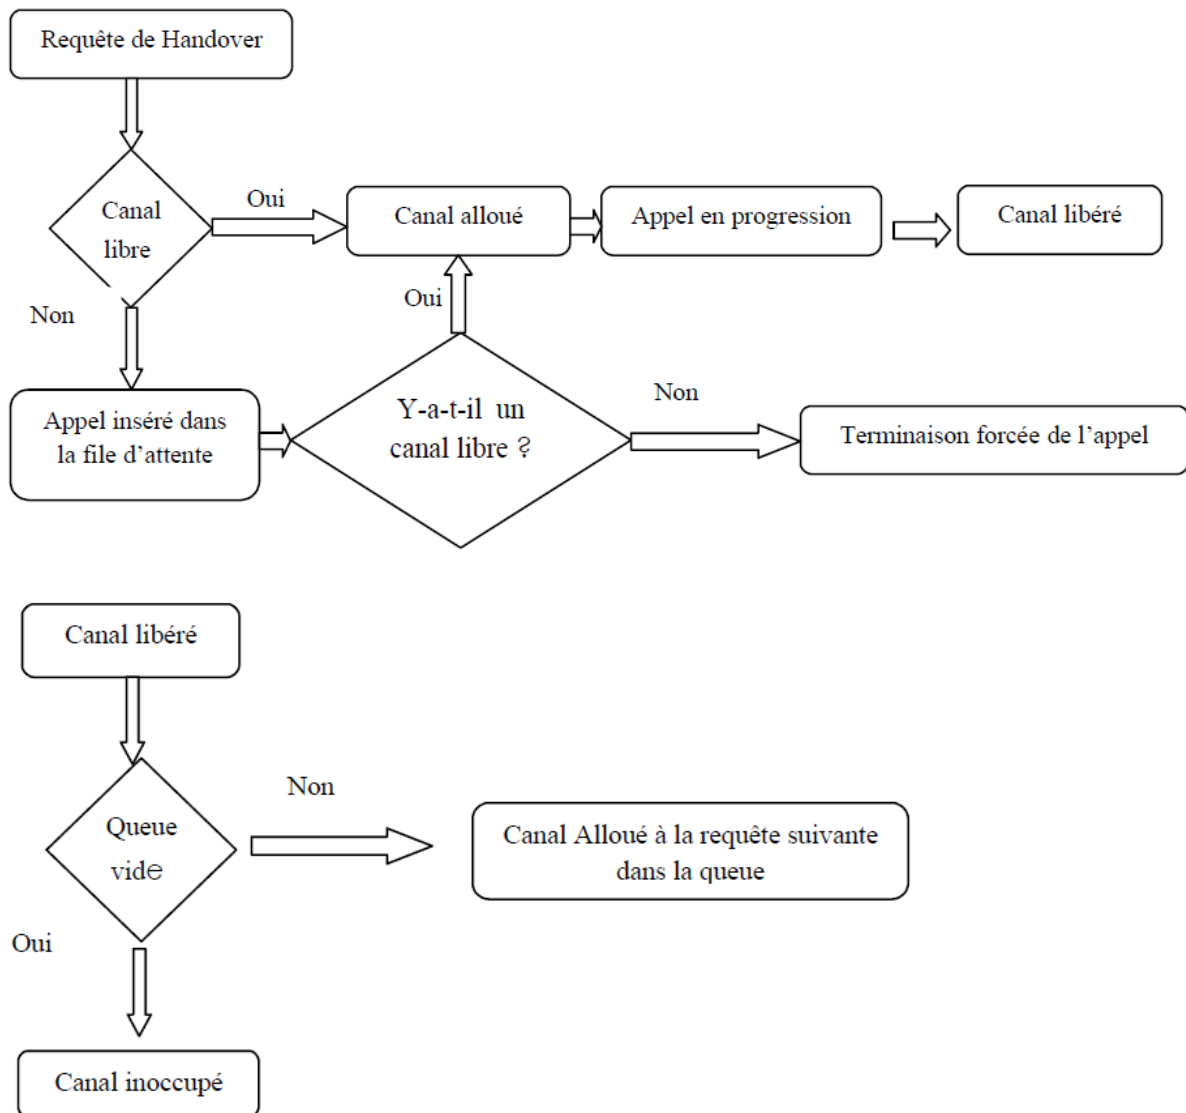 Requête de Handover
Canal
libre
Oui
Canal alloué
Appel en progression
Canal libéré
Non
Oui
Appel inséré dans
la file d’attente
Y-a-t-il un
canal libre ?
Non
Terminaison forcée de l’appel
Canal libéré
Queue
vide
Non
Canal Alloué à la requête suivante
dans la queue
Oui
Canal inoccupé